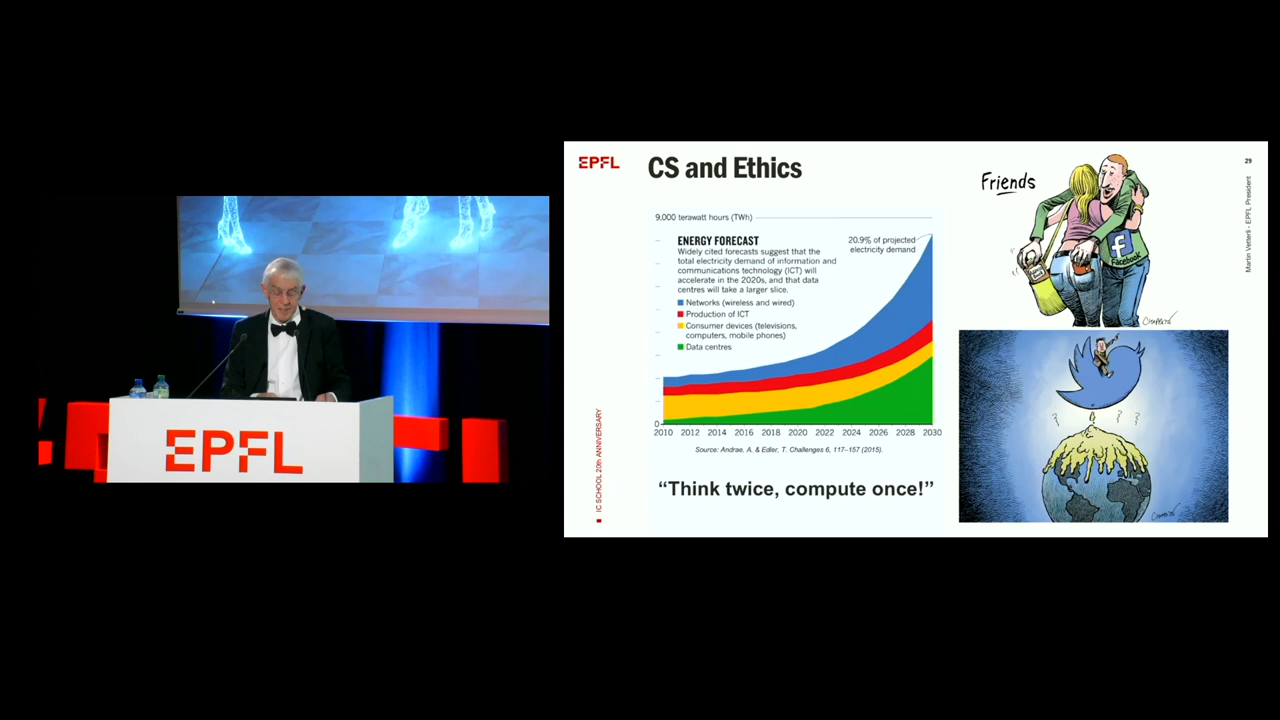 EPFL
EPFL
CS and Ethics
29
Martin Vetterli - EPFL President
IC SCHOOL 20th ANNIVERSARY
9,000 terawatt hours (TWh)
ENERGY FORECAST
Widely cited forecasts suggest that the
total electricity demand of information and
communications technology (ICT) will
accelerate in the 2020s, and that data
centres will take a larger slice.
Networks (wireless and wired)
Production of ICT
Consumer devices (televisions,
computers, mobile phones)
Data centres
20.9% of projected
electricity demand
0
2010 2012 2014 2016 2018 2020 2022 2024 2026 2028 2030
Source: Andrae, A. & Edler, T. Challenges 6, 117–157 (2015).
“Think twice, compute once!”
Friends
f
Facebook